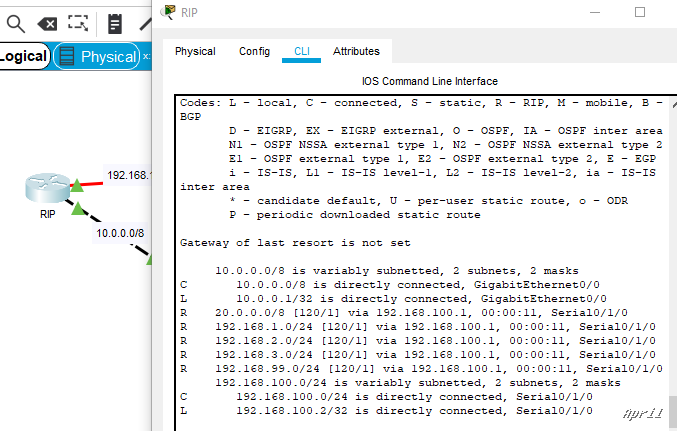 RIP
Logical
Physical
x:
Physical Config CLI Attributes
IOS Command Line Interface
Codes: L - local, C - connected, S - static, R - RIP, M - mobile, B -
BGP
D - EIGRP, EX - EIGRP external, O - OSPF, IA - OSPF inter area
N1 - OSPF NSSA external type 1, N2 - OSPF NSSA external type 2
E1 - OSPF external type 1, E2 - OSPF external type 2, E - EGP
i - IS-IS, L1 - IS-IS level-1, L2 - IS-IS level-2, ia - IS-IS
inter area
* - candidate default, U - per-user static route, o - ODR
P - periodic downloaded static route
Gateway of last resort is not set
10.0.0.0/8 is variably subnetted, 2 subnets, 2 masks
C 10.0.0.0/8 is directly connected, GigabitEthernet0/0
L 10.0.0.1/32 is directly connected, GigabitEthernet0/0
R 20.0.0.0/8 [120/1] via 192.168.100.1, 00:00:11, Serial0/1/0
R 192.168.1.0/24 [120/1] via 192.168.100.1, 00:00:11, Serial0/1/0
R 192.168.2.0/24 [120/1] via 192.168.100.1, 00:00:11, Serial0/1/0
R 192.168.3.0/24 [120/1] via 192.168.100.1, 00:00:11, Serial0/1/0
R 192.168.99.0/24 [120/1] via 192.168.100.1, 00:00:11, Serial0/1/0
192.168.100.0/24 is variably subnetted, 2 subnets, 2 masks
C 192.168.100.0/24 is directly connected, Serial0/1/0
L 192.168.100.2/32 is directly connected, Serial0/1/0
192.168.1
RIP
10.0.0.0/8
April